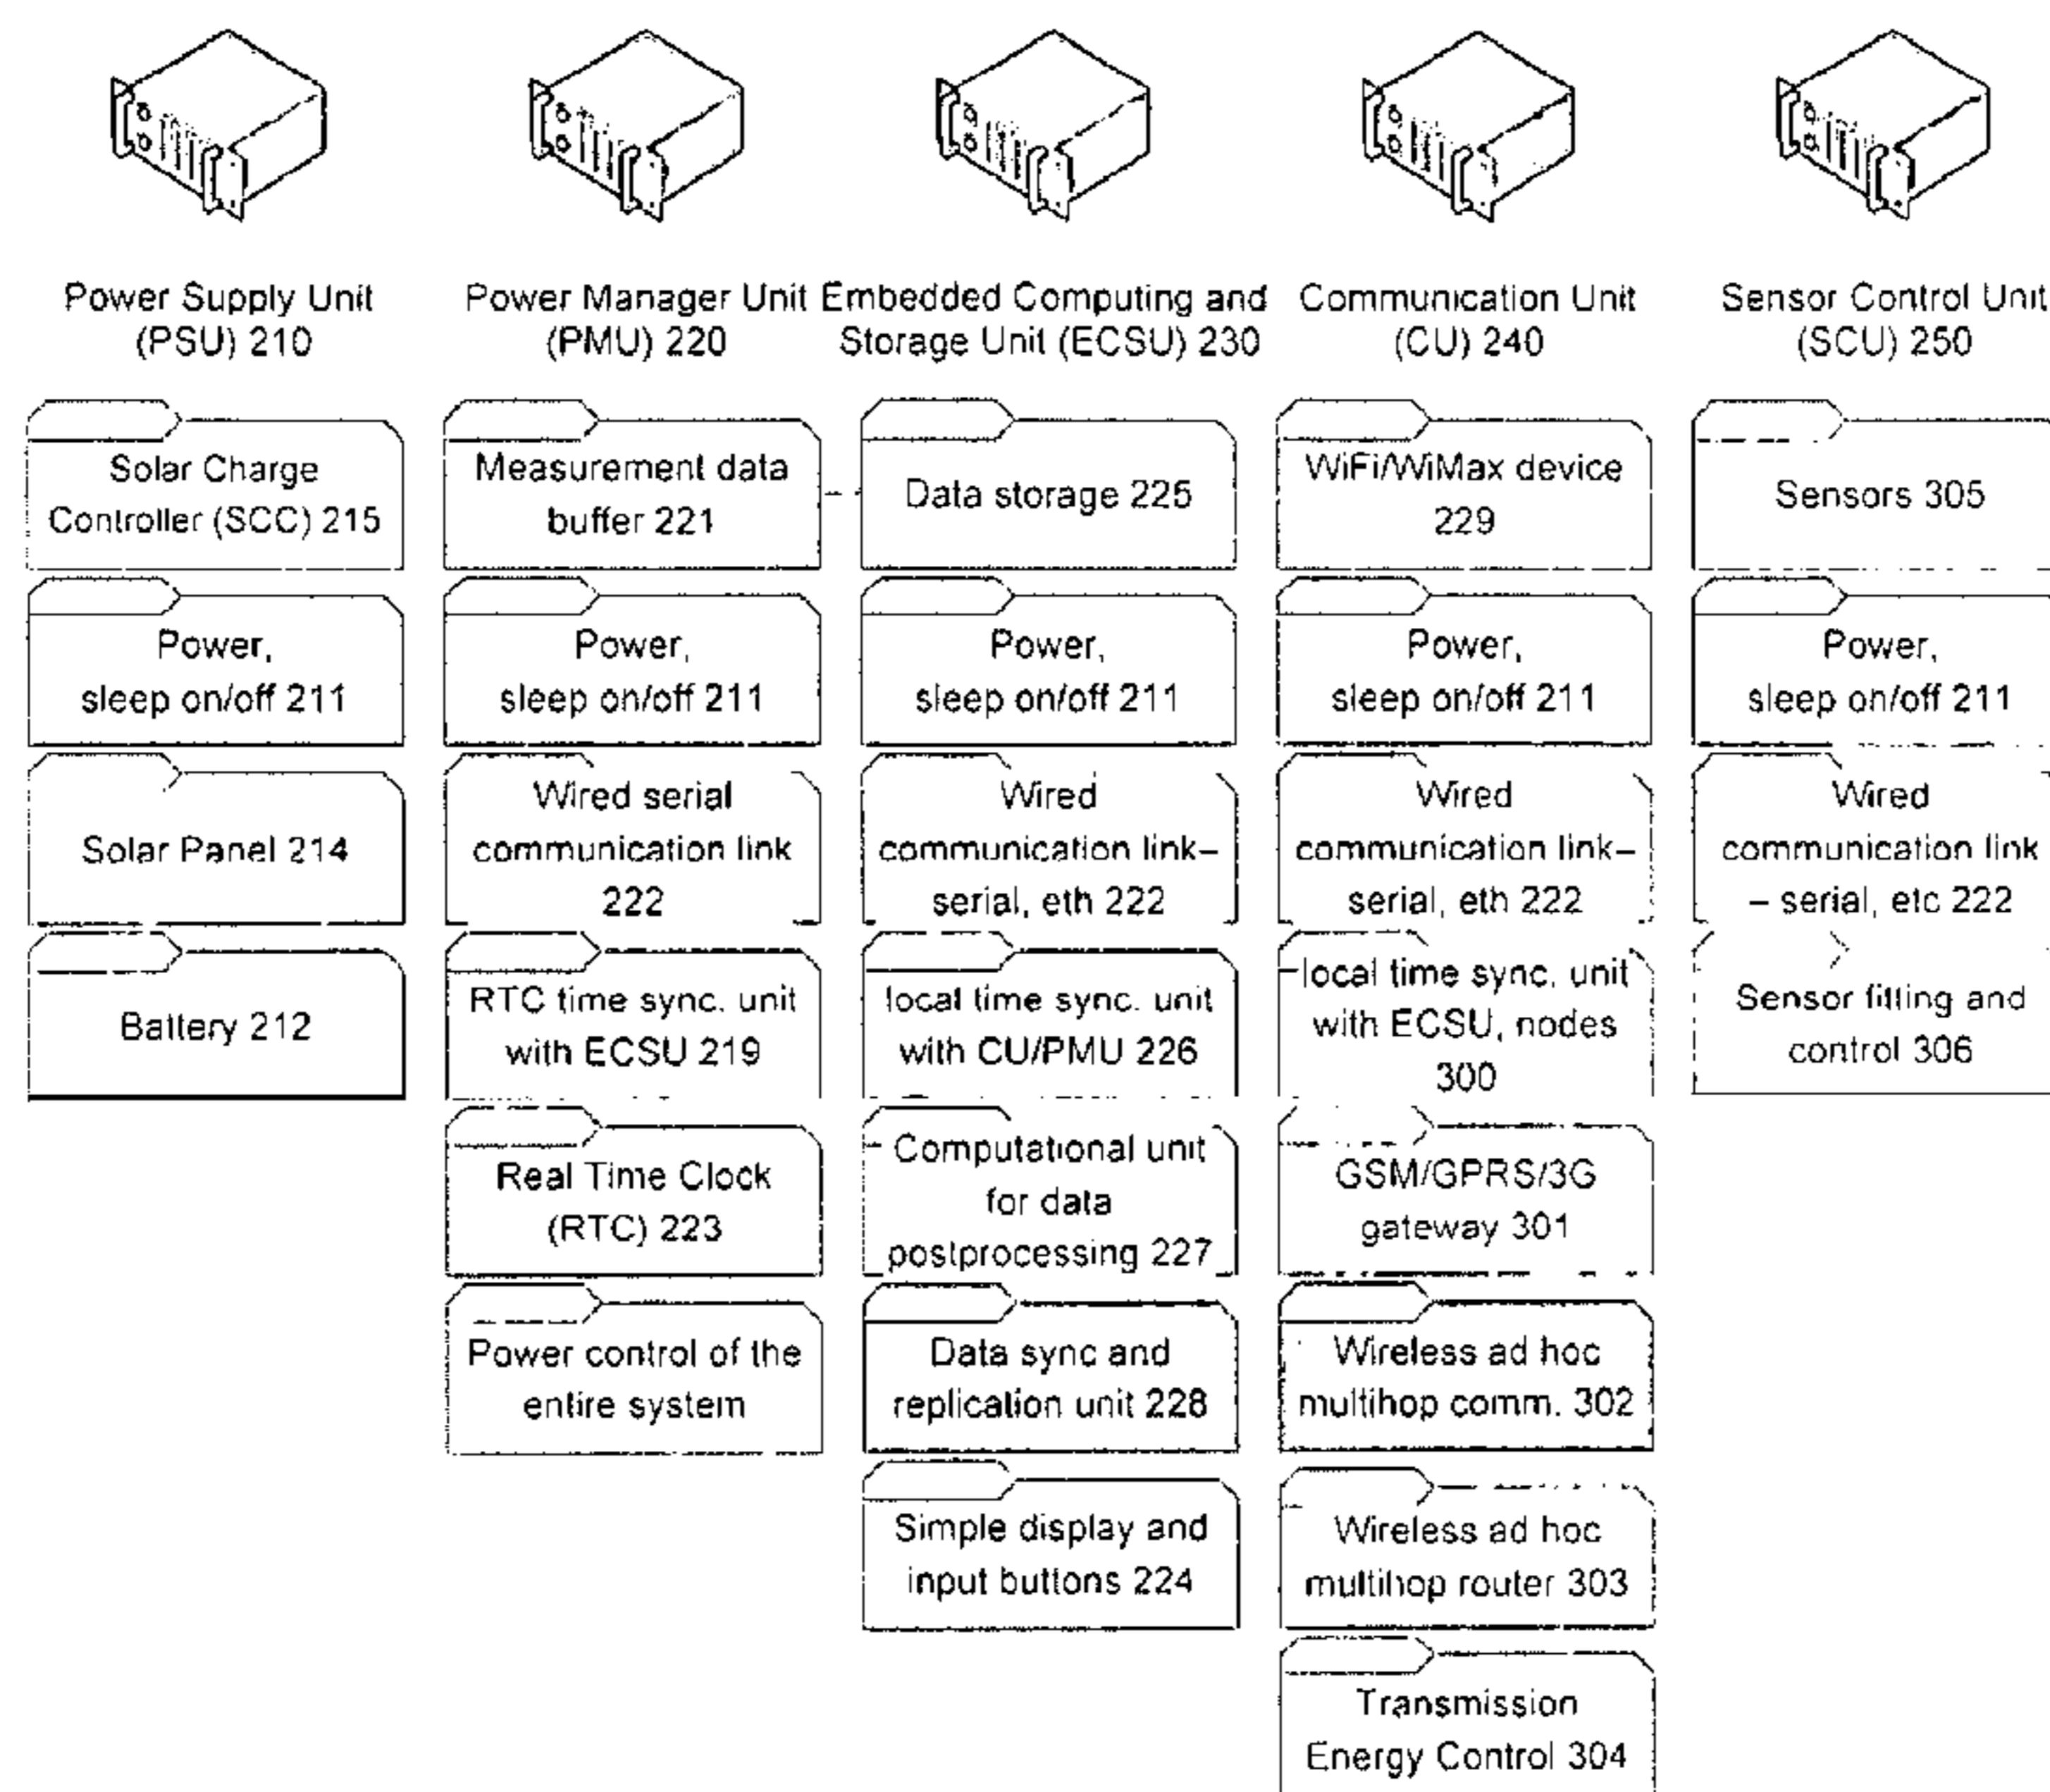 Power Supply Unit
(PSU) 210
Power Manager Unit
(PMU) 220
Embedded Computing and
Storage Unit (ECSU) 230
Communication Unit
(CU) 240
Sensor Control Unit
(SCU) 250
Solar Charge
Controller (SCC) 215
Power,
sleep on/off 211
Solar Panel 214
Battery 212
Measurement data
buffer 221
Power,
sleep on/off 211
Wired serial
communication link
222
RTC time sync. unit
with ECSU 219
Real Time Clock
(RTC) 223
Power control of the
entire system
Data storage 225
Power,
sleep on/off 211
Wired
communication link–
serial, eth 222
local time sync. unit
with CU/PMU 226
Computational unit
for data
postprocessing 227
Data sync and
replication unit 228
Simple display and
input buttons 224
WiFi/WiMax device
229
Power,
sleep on/off 211
Wired
communication link–
serial, eth 222
local time sync. unit
with ECSU, nodes
300
GSM/GPRS/3G
gateway 301
Wireless ad hoc
multihop comm. 302
Wireless ad hoc
multihop router 303
Transmission
Energy Control 304
Sensors 305
Power,
sleep on/off 211
Wired
communication link
– serial, etc 222
Sensor fitting and
control 306